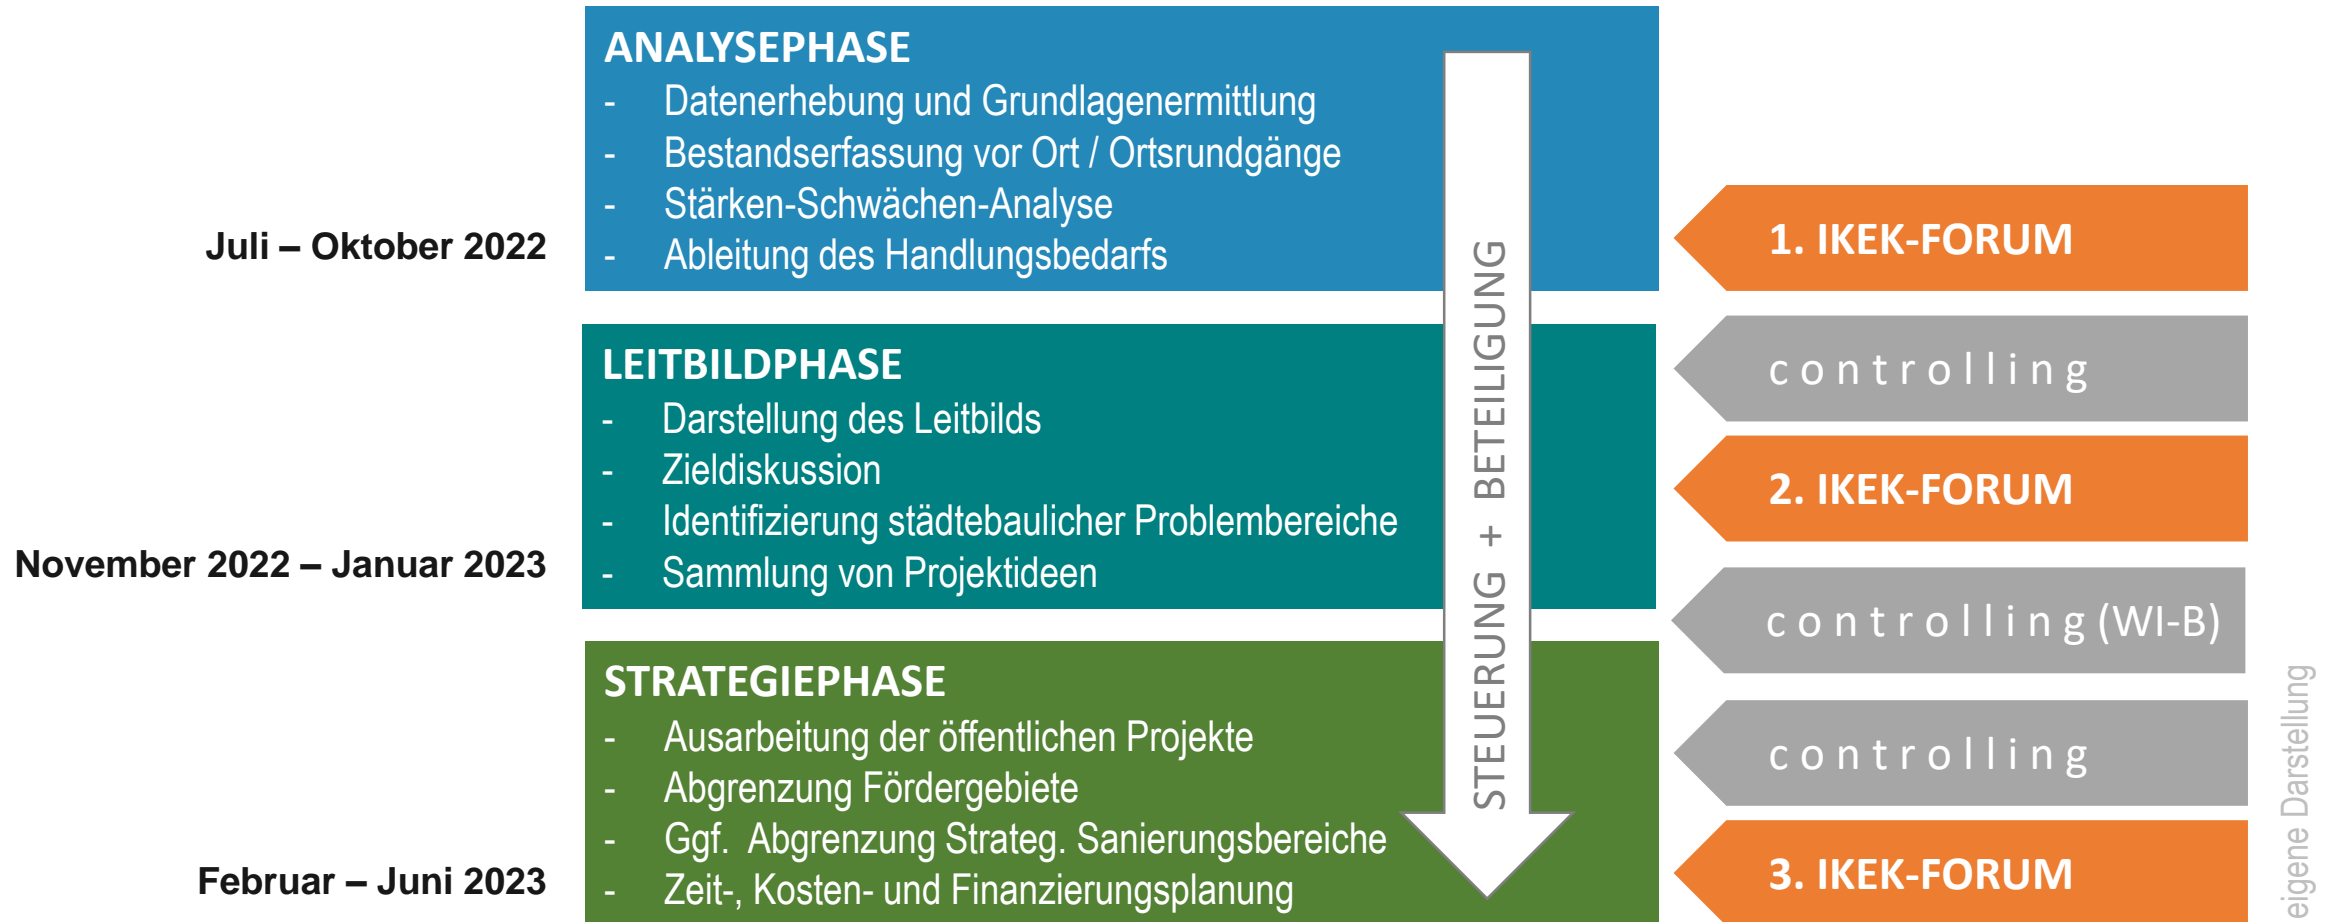 Juli – Oktober 2022
ANALYSEPHASE
- Datenerhebung und Grundlagenermittlung
- Bestandserfassung vor Ort / Ortsrundgänge
- Stärken-Schwächen-Analyse
- Ableitung des Handlungsbedarfs
November 2022 – Januar 2023
LEITBILDPHASE
- Darstellung des Leitbilds
- Zieldiskussion
- Identifizierung städtebaulicher Problembereiche
- Sammlung von Projektideen
Februar – Juni 2023
STRATEGIEPHASE
- Ausarbeitung der öffentlichen Projekte
- Abgrenzung Fördergebiete
- Ggf. Abgrenzung Strateg. Sanierungsbereiche
- Zeit-, Kosten- und Finanzierungsplanung
STEUERUNG + BETEILIGUNG
1. IKEK-FORUM
controlling
2. IKEK-FORUM
controlling (WI-B)
controlling
3. IKEK-FORUM
eigene Darstellung